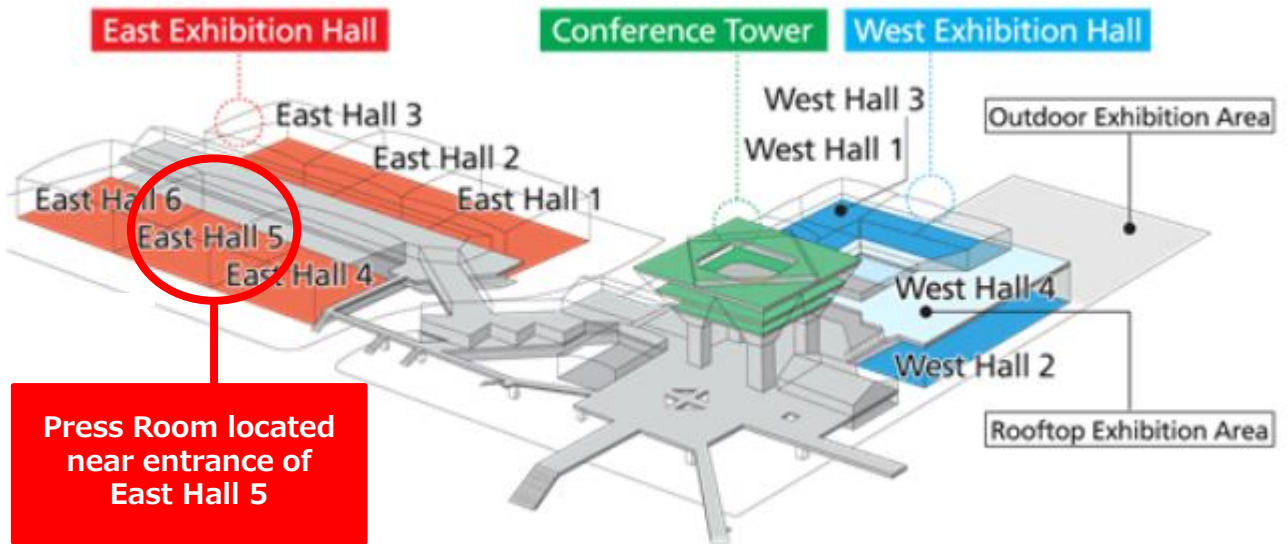 East Exhibition Hall
Conference Tower
West Exhibition Hall
East Hall 3
East Hall 2
East Hall 1
East Hall 6
East Hall 5
East Hall 4
West Hall 3
West Hall 1
Outdoor Exhibition Area
West Hall 4
West Hall 2
Rooftop Exhibition Area
Press Room located
near entrance of
East Hall 5